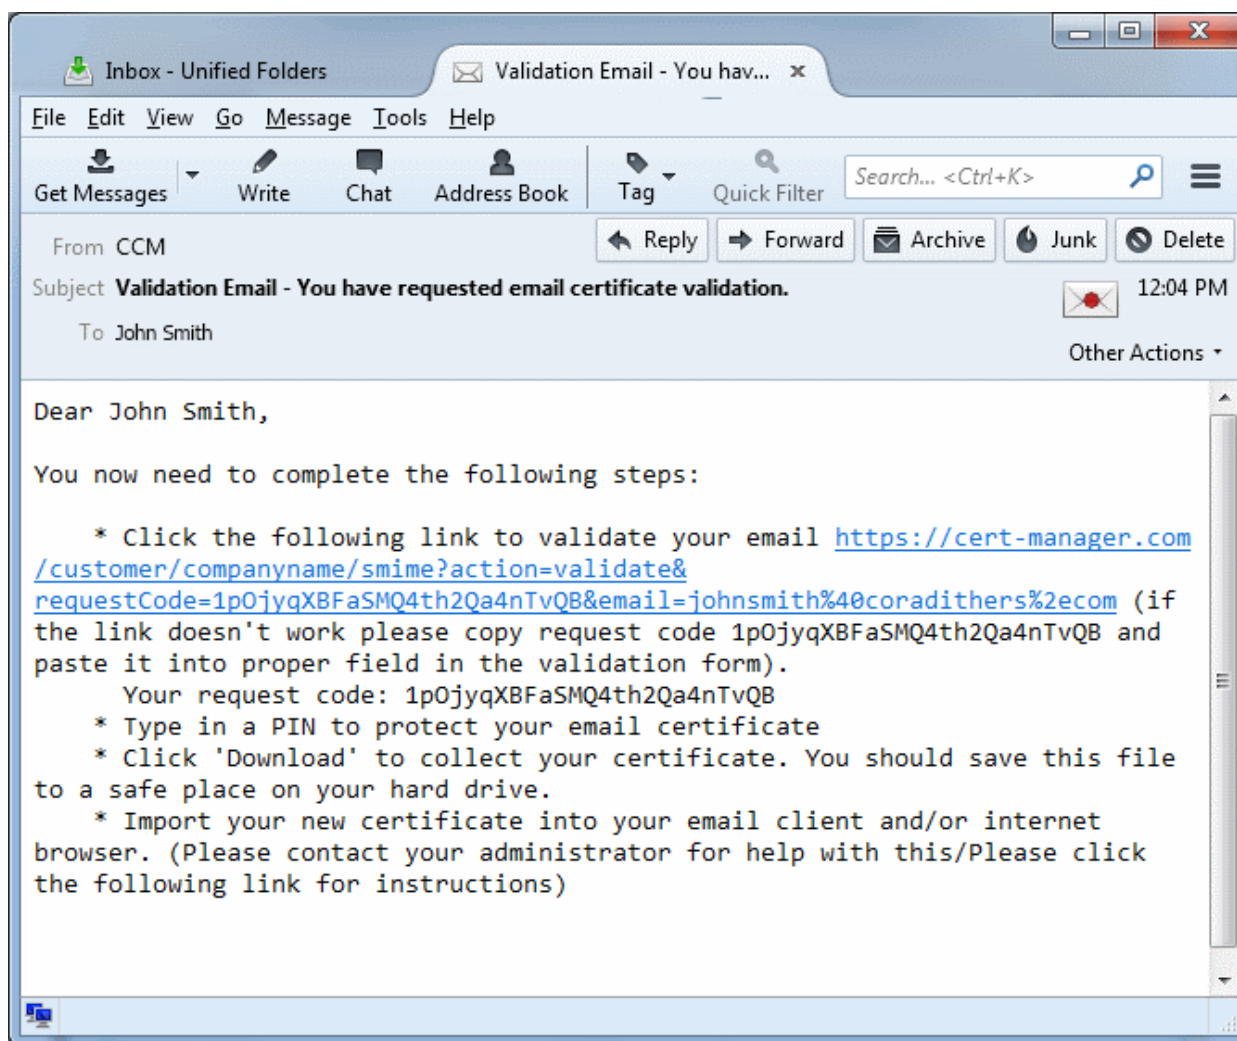 Inbox - Unified Folders
Validation Email - You hav...
File Edit View Go Message Tools Help
Get Messages Write Chat Address Book Tag Quick Filter Search... <Ctrl+K>
From CCM Reply Forward Archive Junk Delete
Subject Validation Email - You have requested email certificate validation. 12:04 PM
To John Smith
Other Actions
Dear John Smith,
You now need to complete the following steps:
* Click the following link to validate your email https://cert-manager.com
/customer/companyname/smime?action=validate&
requestCode=1pOjyqXBFaSMQ4th2Qa4nTvQB&email=johnsmith%40coradithers%2ecom (if
the link doesn't work please copy request code 1pOjyqXBFaSMQ4th2Qa4nTvQB and
paste it into proper field in the validation form).
Your request code: 1pOjyqXBFaSMQ4th2Qa4nTvQB
* Type in a PIN to protect your email certificate
* Click 'Download' to collect your certificate. You should save this file
to a safe place on your hard drive.
* Import your new certificate into your email client and/or internet
browser. (Please contact your administrator for help with this/Please click
the following link for instructions)